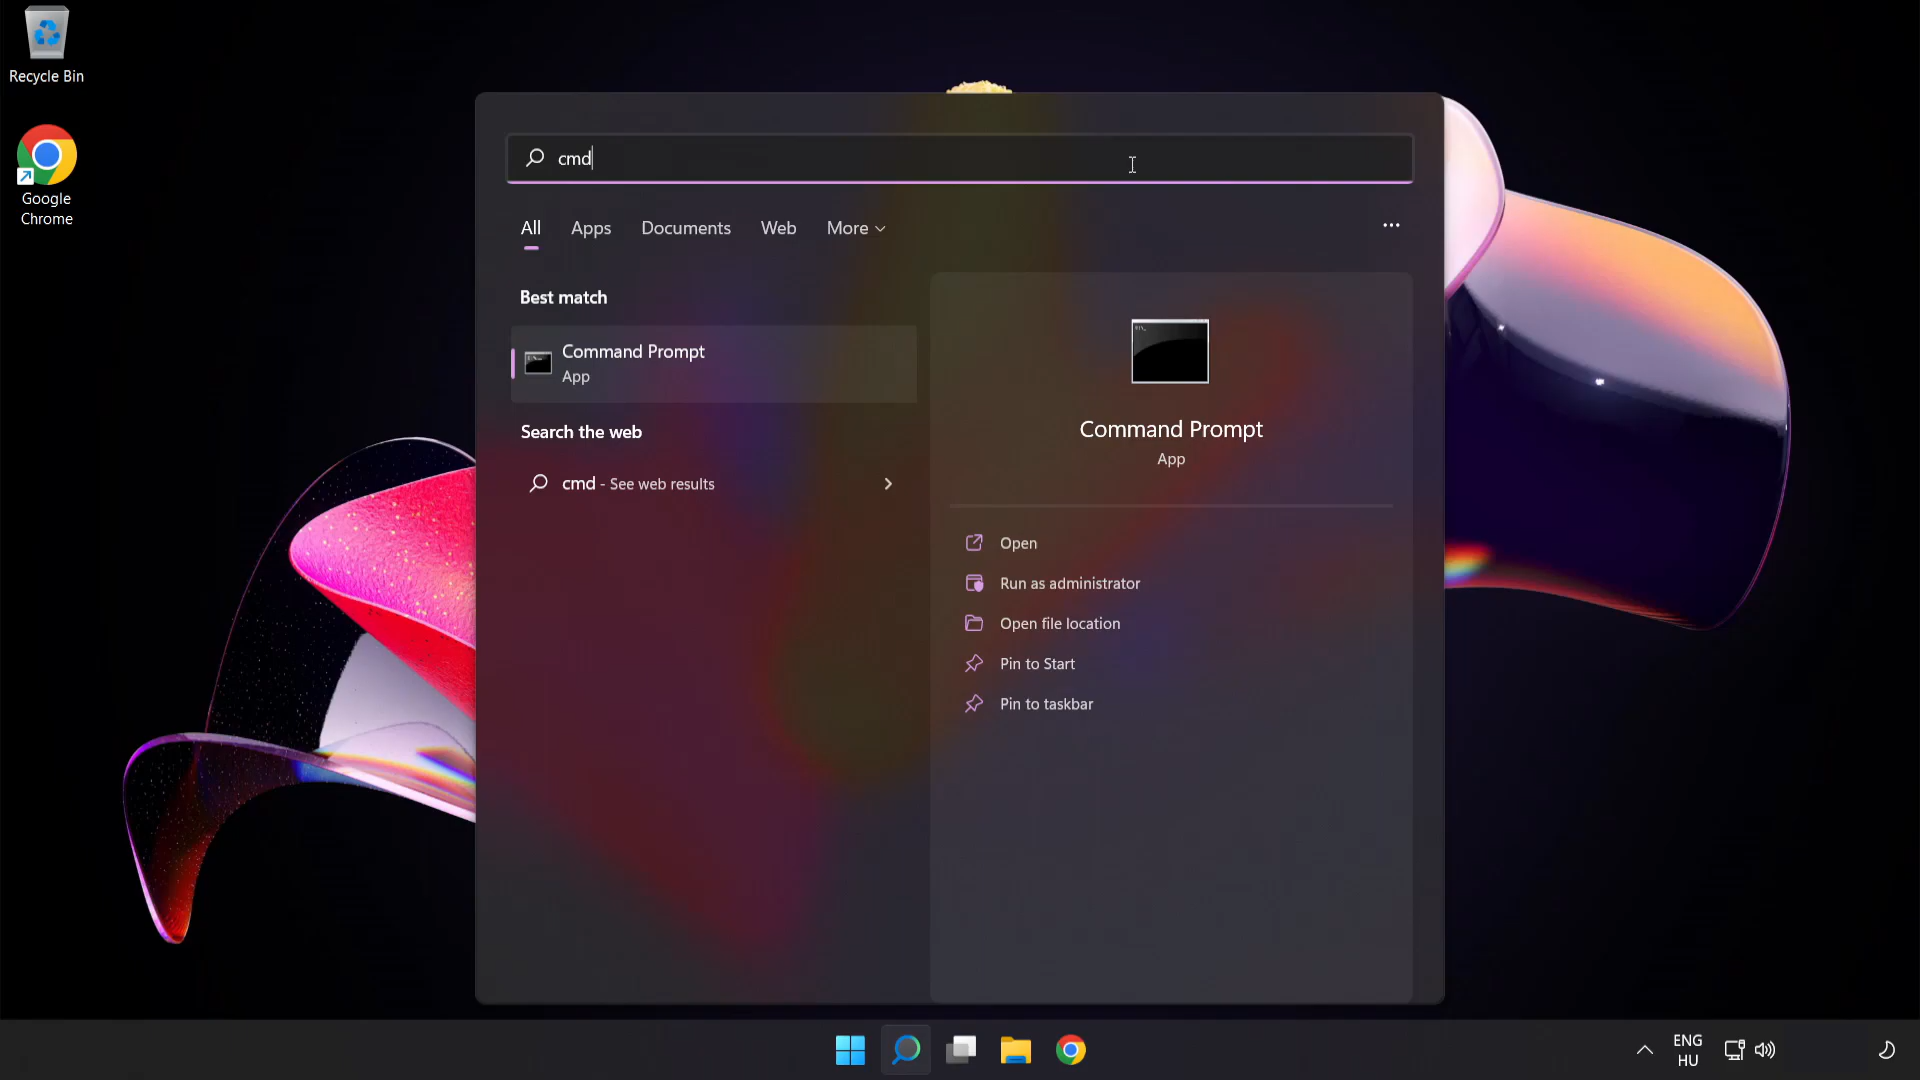 Recycle Bin
Google
Chrome
cmd
All
Apps
Documents
Web
More
Best match
Command Prompt
App
Search the web
cmd - See web results
Command Prompt
App
Open
Run as administrator
Open file location
Pin to Start
Pin to taskbar
ENG
HU